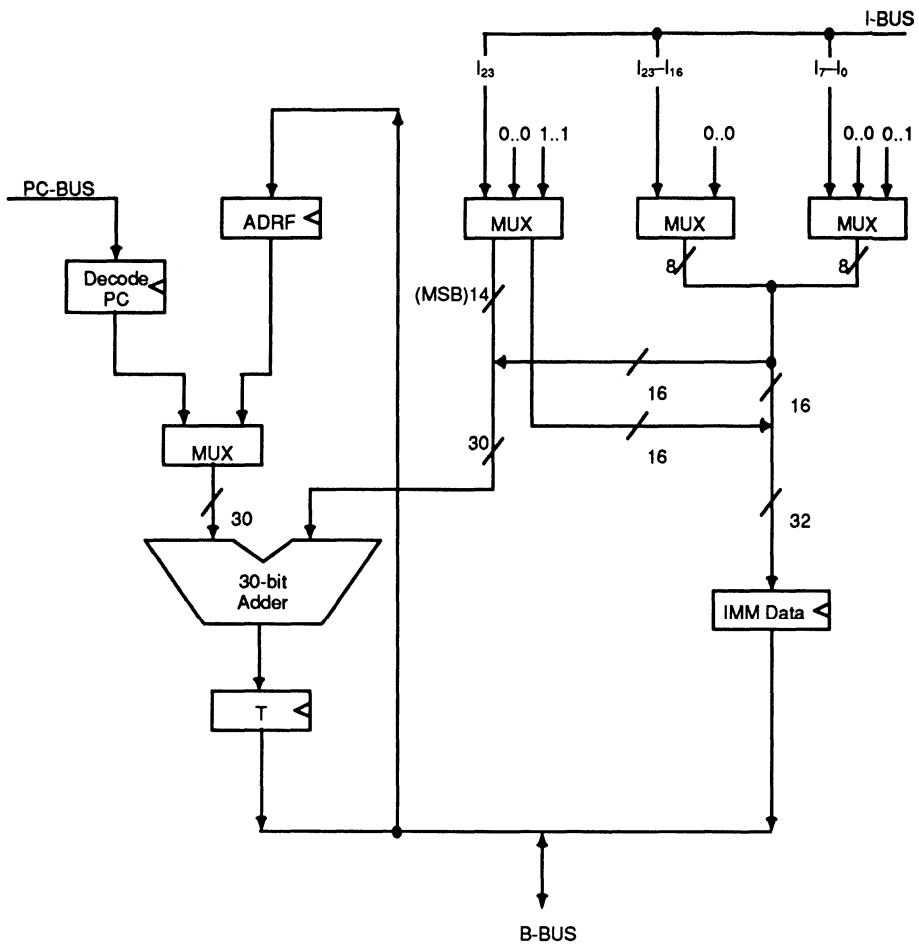 I-BUS
I₂₃
I₂₃–I₁₆
I₇–I₀
0..0 1..1
0..0
0..0 0..1
PC-BUS
ADRF
MUX
MUX
MUX
Decode
PC
8
8
(MSB)14
16
16
MUX
30
16
30
32
30-bit
Adder
IMM Data
T
B-BUS